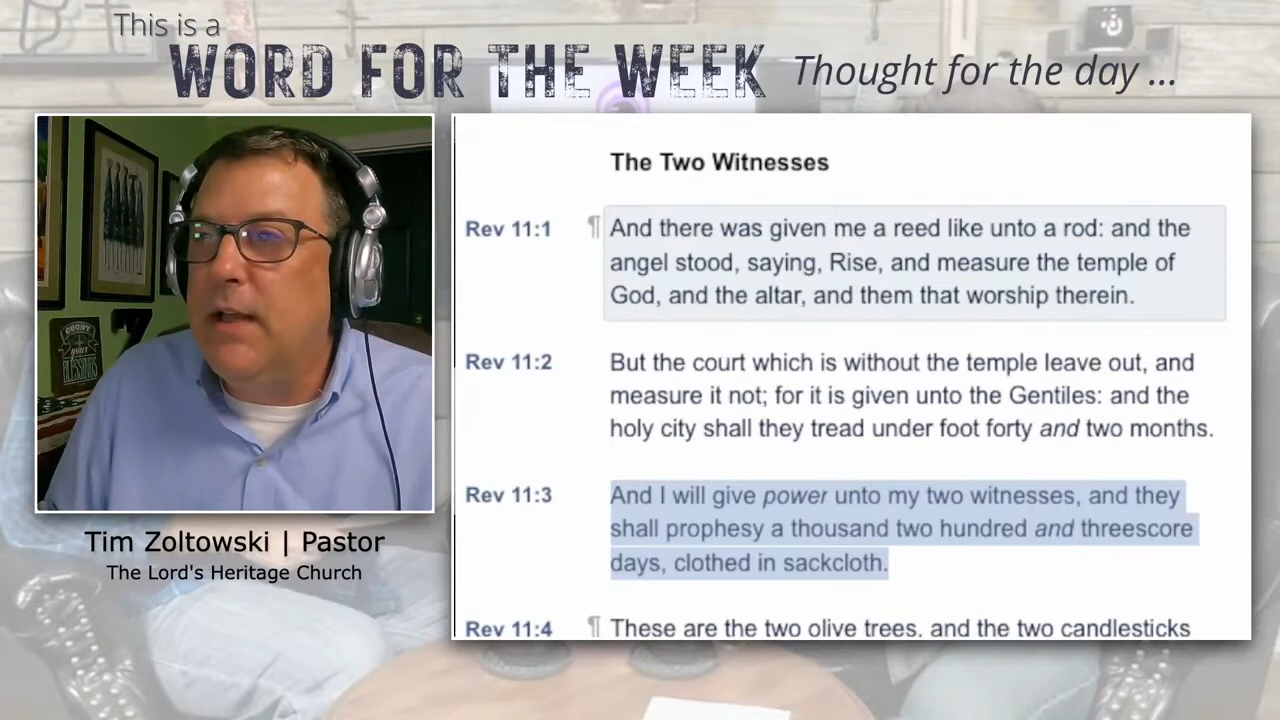 This is a
WORD FOR THE WEEK
Thought for the day ...
COUNT
your
BLESSINGS
Tim Zoltowski | Pastor
The Lord's Heritage Church
The Two Witnesses
Rev 11:1 ¶ And there was given me a reed like unto a rod: and the
angel stood, saying, Rise, and measure the temple of
God, and the altar, and them that worship therein.
Rev 11:2 But the court which is without the temple leave out, and
measure it not; for it is given unto the Gentiles: and the
holy city shall they tread under foot forty and two months.
Rev 11:3 And I will give power unto my two witnesses, and they
shall prophesy a thousand two hundred and threescore
days, clothed in sackcloth.
Rev 11:4 ¶ These are the two olive trees, and the two candlesticks